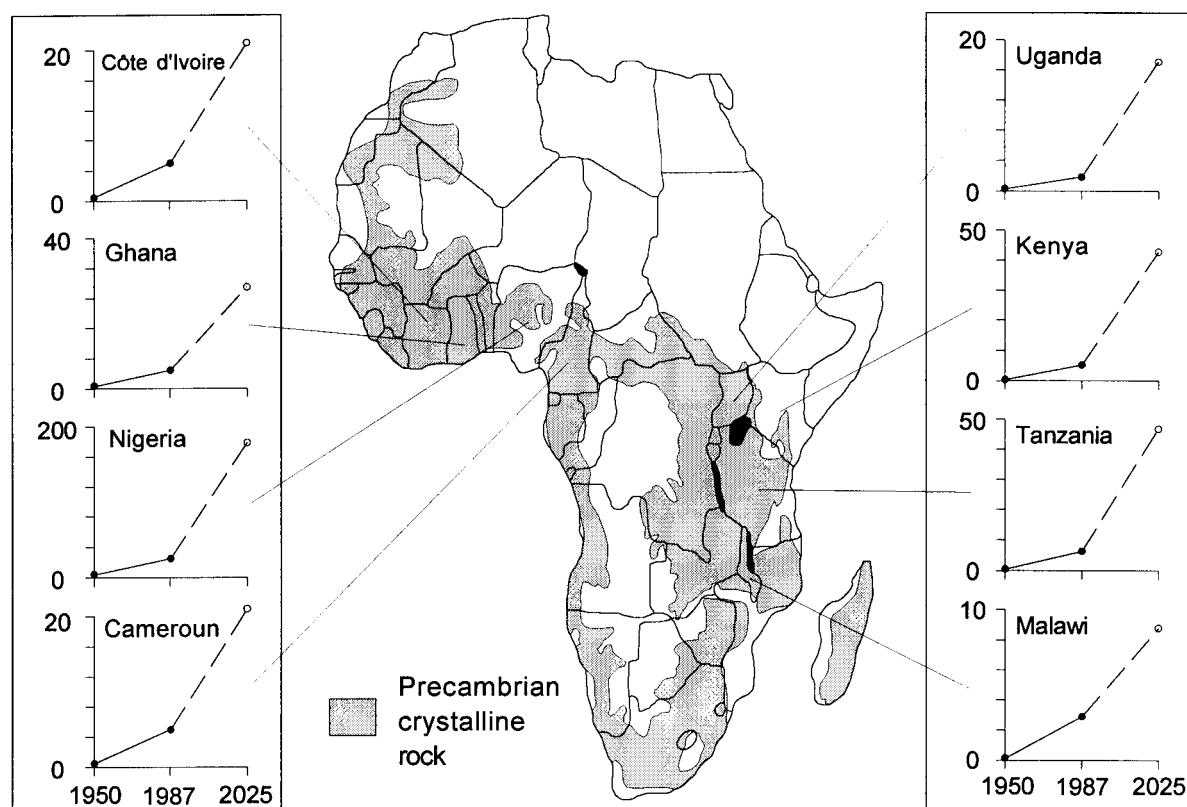 20
Côte d'Ivoire
0
40
Ghana
0
200
Nigeria
0
20
Cameroun
0
1950 1987 2025
Precambrian
crystalline
rock
20
Uganda
0
50
Kenya
0
50
Tanzania
0
10
Malawi
0
1950 1987 2025